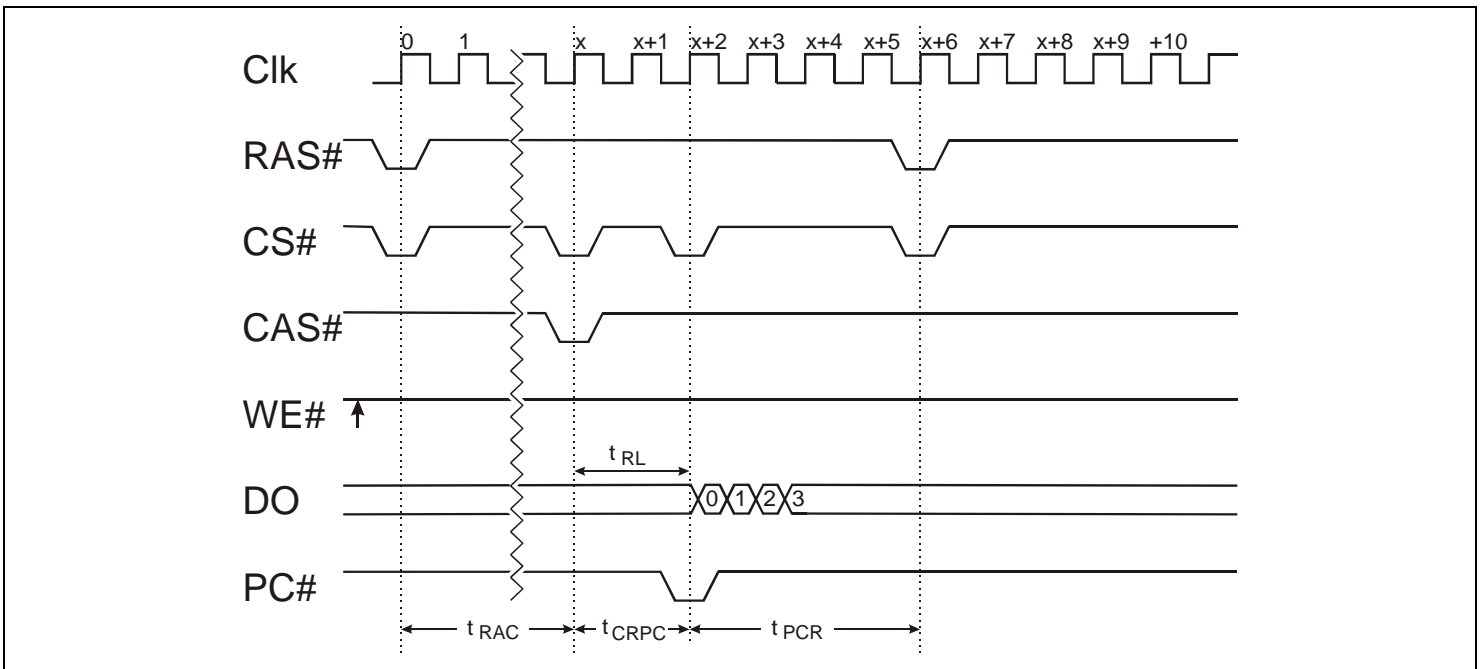 0 1 x x+1 x+2 x+3 x+4 x+5 x+6 x+7 x+8 x+9 +10
Clk
RAS#
CS#
CAS#
WE#
t RL
DO 0 1 2 3
PC#
t RAC t CRPC t PCR